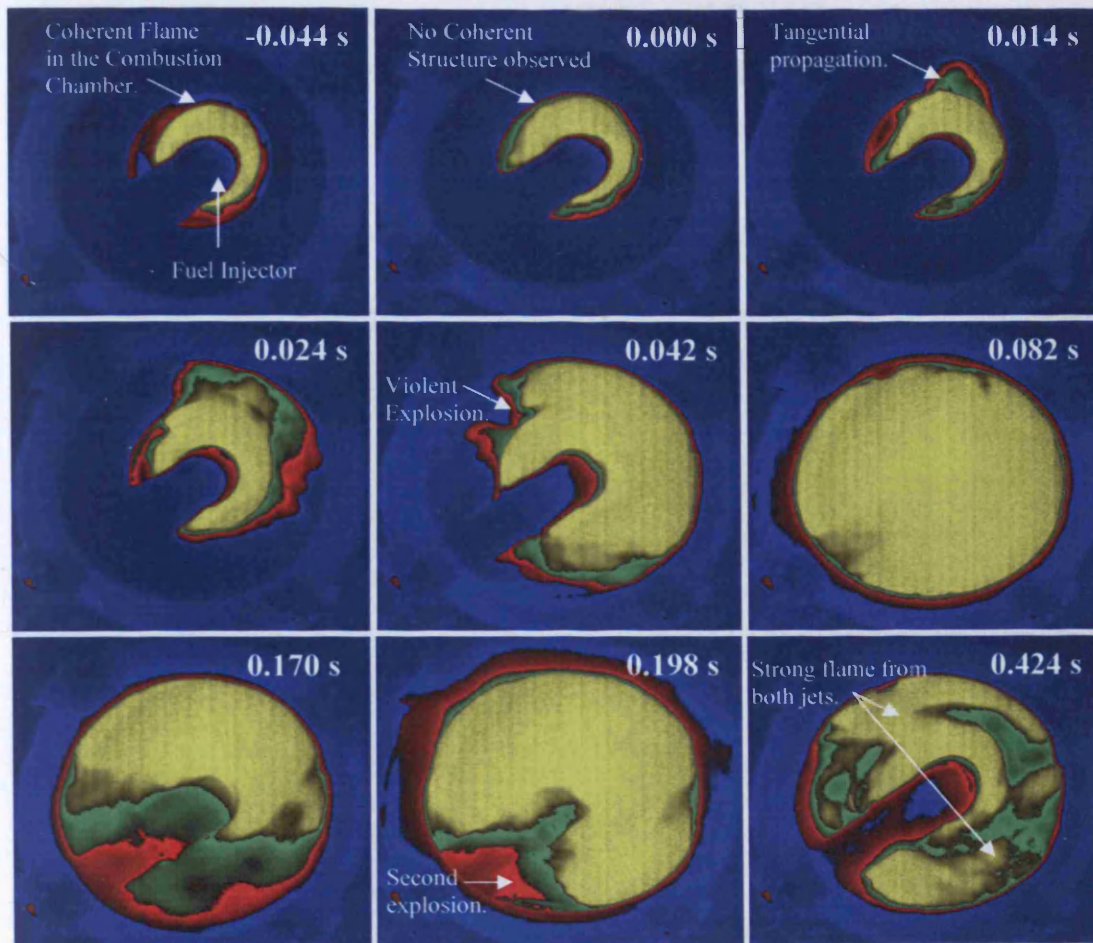 Coherent Flame
in the Combustion
Chamber.
-0.044 s
Fuel Injector
No Coherent
Structure observed
0.000 s
Tangential
propagation.
0.014 s
0.024 s
Violent
Explosion.
0.042 s
0.082 s
0.170 s
Second
explosion.
0.198 s
Strong flame from
both jets.
0.424 s